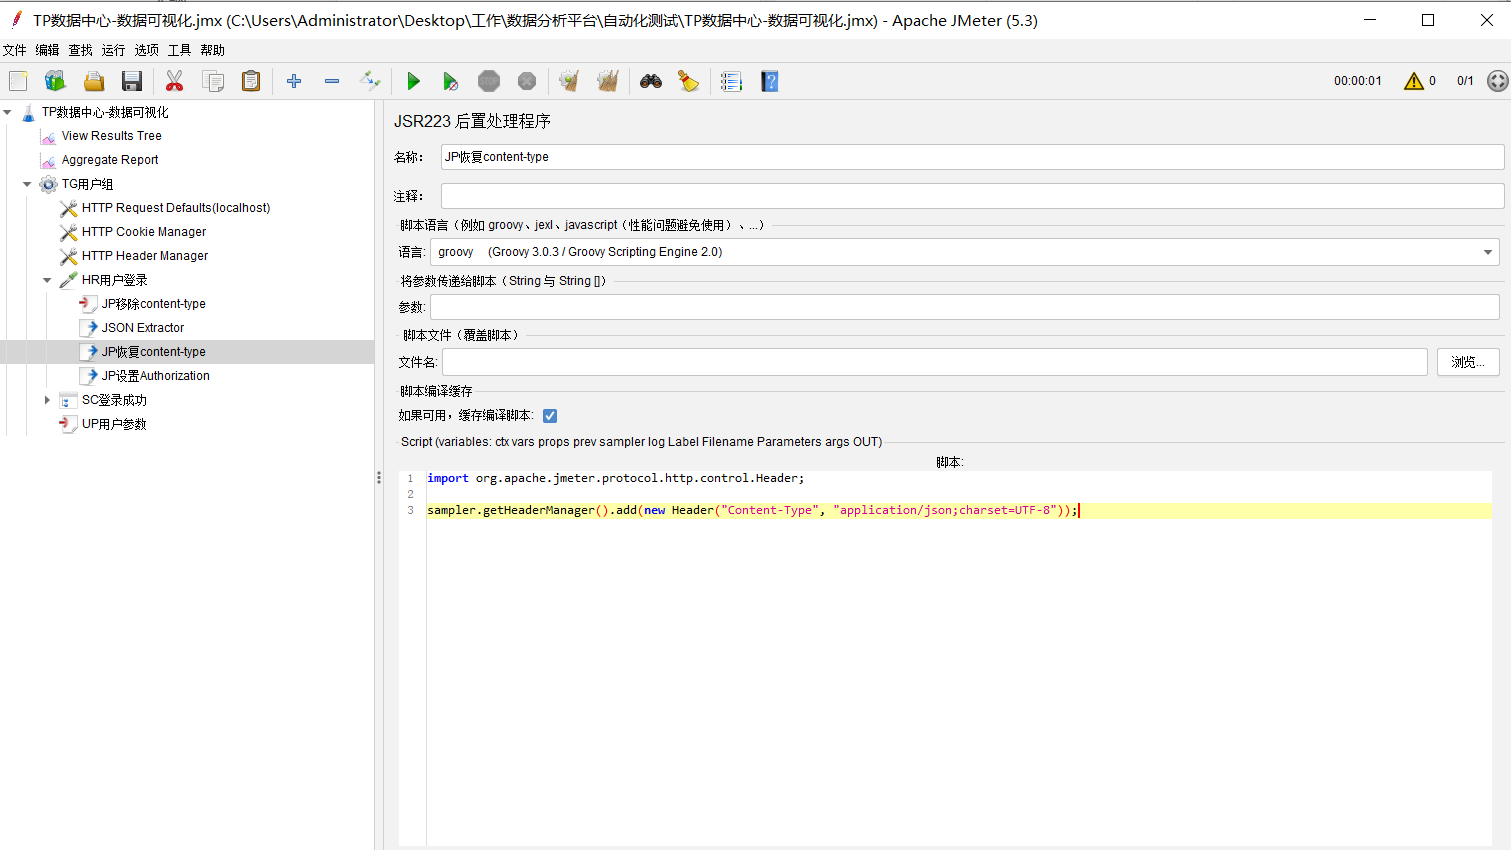 TP数据中心-数据可视化.jmx (C:\Users\Administrator\Desktop\工作\数据分析平台\自动化测试\TP数据中心-数据可视化.jmx) - Apache JMeter (5.3)
文件 编辑 查找 运行 选项 工具 帮助
STOP 00:00:01 0 0/1
TP数据中心-数据可视化
View Results Tree
Aggregate Report
TG用户组
HTTP Request Defaults(localhost)
HTTP Cookie Manager
HTTP Header Manager
HR用户登录
JP移除content-type
JSON Extractor
JP恢复content-type
JP设置Authorization
SC登录成功
UP用户参数
JSR223 后置处理程序
名称: JP恢复content-type
注释:
脚本语言（例如 groovy、jexl、javascript（性能问题避免使用）、...）
语言: groovy (Groovy 3.0.3 / Groovy Scripting Engine 2.0)
将参数传递给脚本（String 与 String []）
参数:
脚本文件（覆盖脚本）
文件名: 浏览...
脚本编译缓存
如果可用，缓存编译脚本:
Script (variables: ctx vars props prev sampler log Label Filename Parameters args OUT)
脚本:
1 import org.apache.jmeter.protocol.http.control.Header;
2
3 sampler.getHeaderManager().add(new Header("Content-Type", "application/json;charset=UTF-8"));